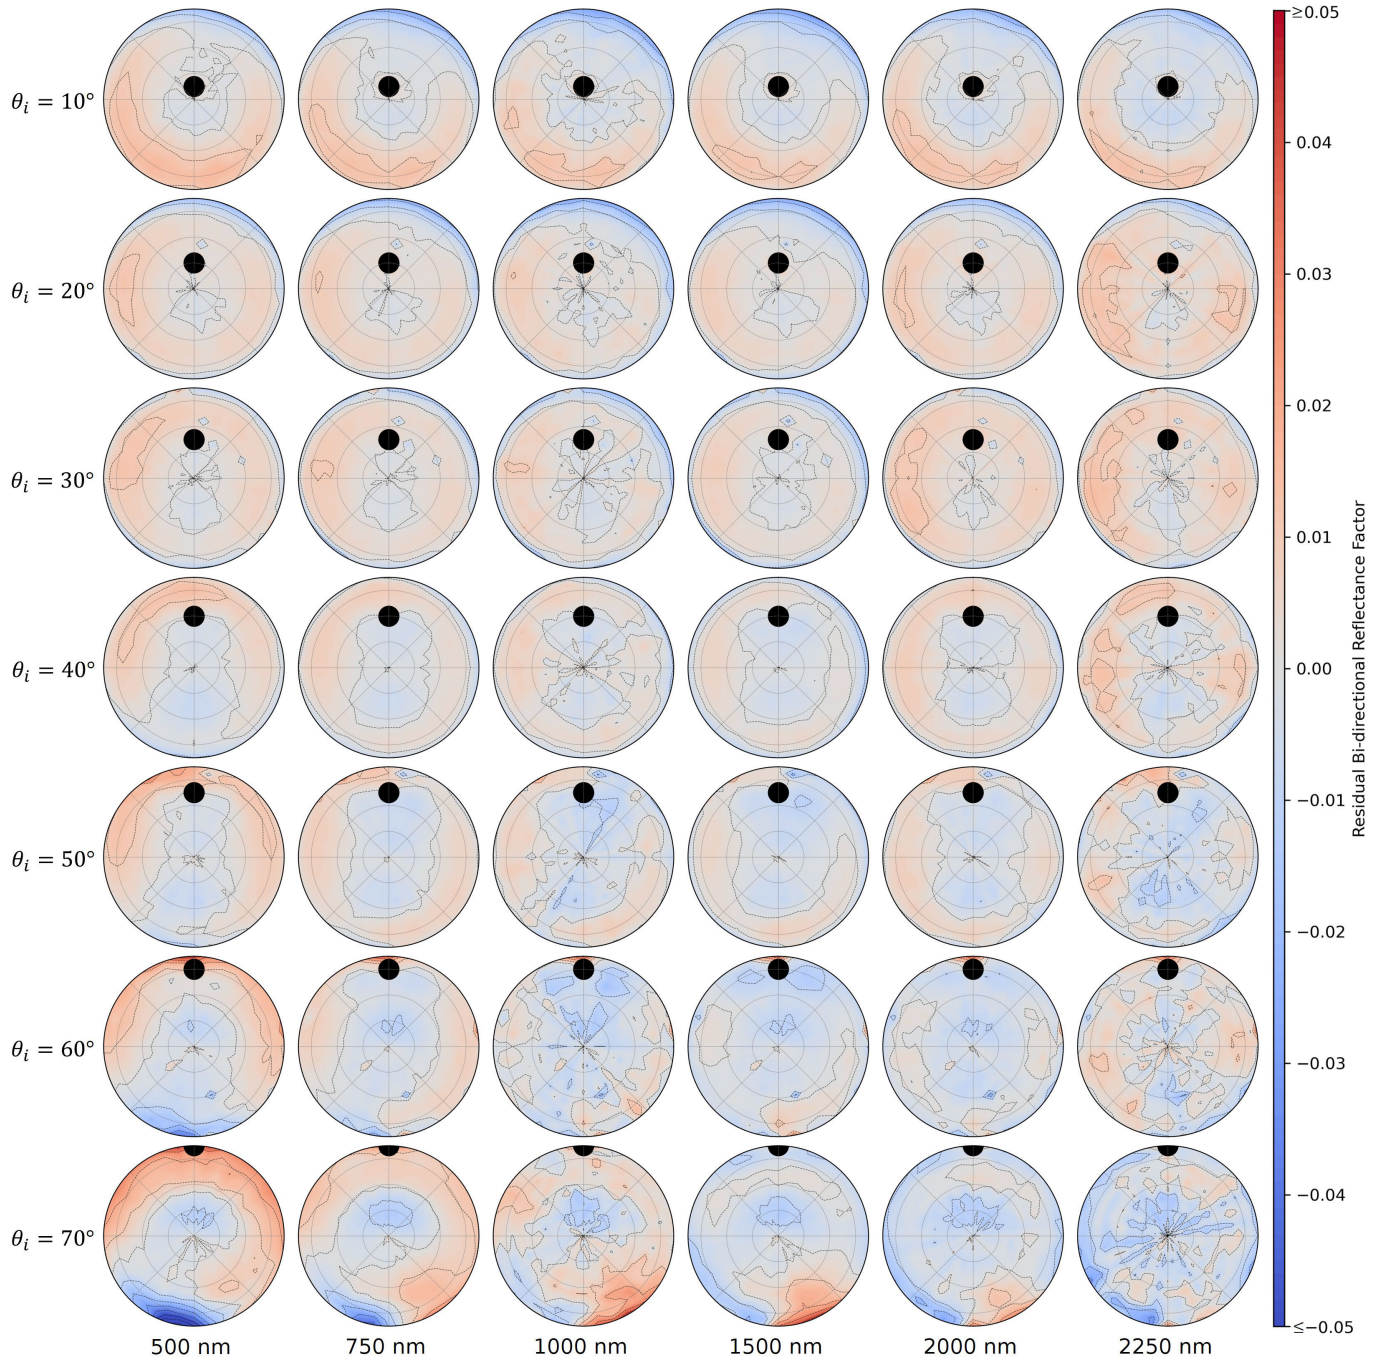 ≥0.05
θi = 10°
0.04
θi = 20°
0.03
0.02
θi = 30°
0.01
Residual Bi-directional Reflectance Factor
θi = 40°
0.00
−0.01
θi = 50°
−0.02
θi = 60°
−0.03
−0.04
θi = 70°
≤−0.05
500 nm 750 nm 1000 nm 1500 nm 2000 nm 2250 nm